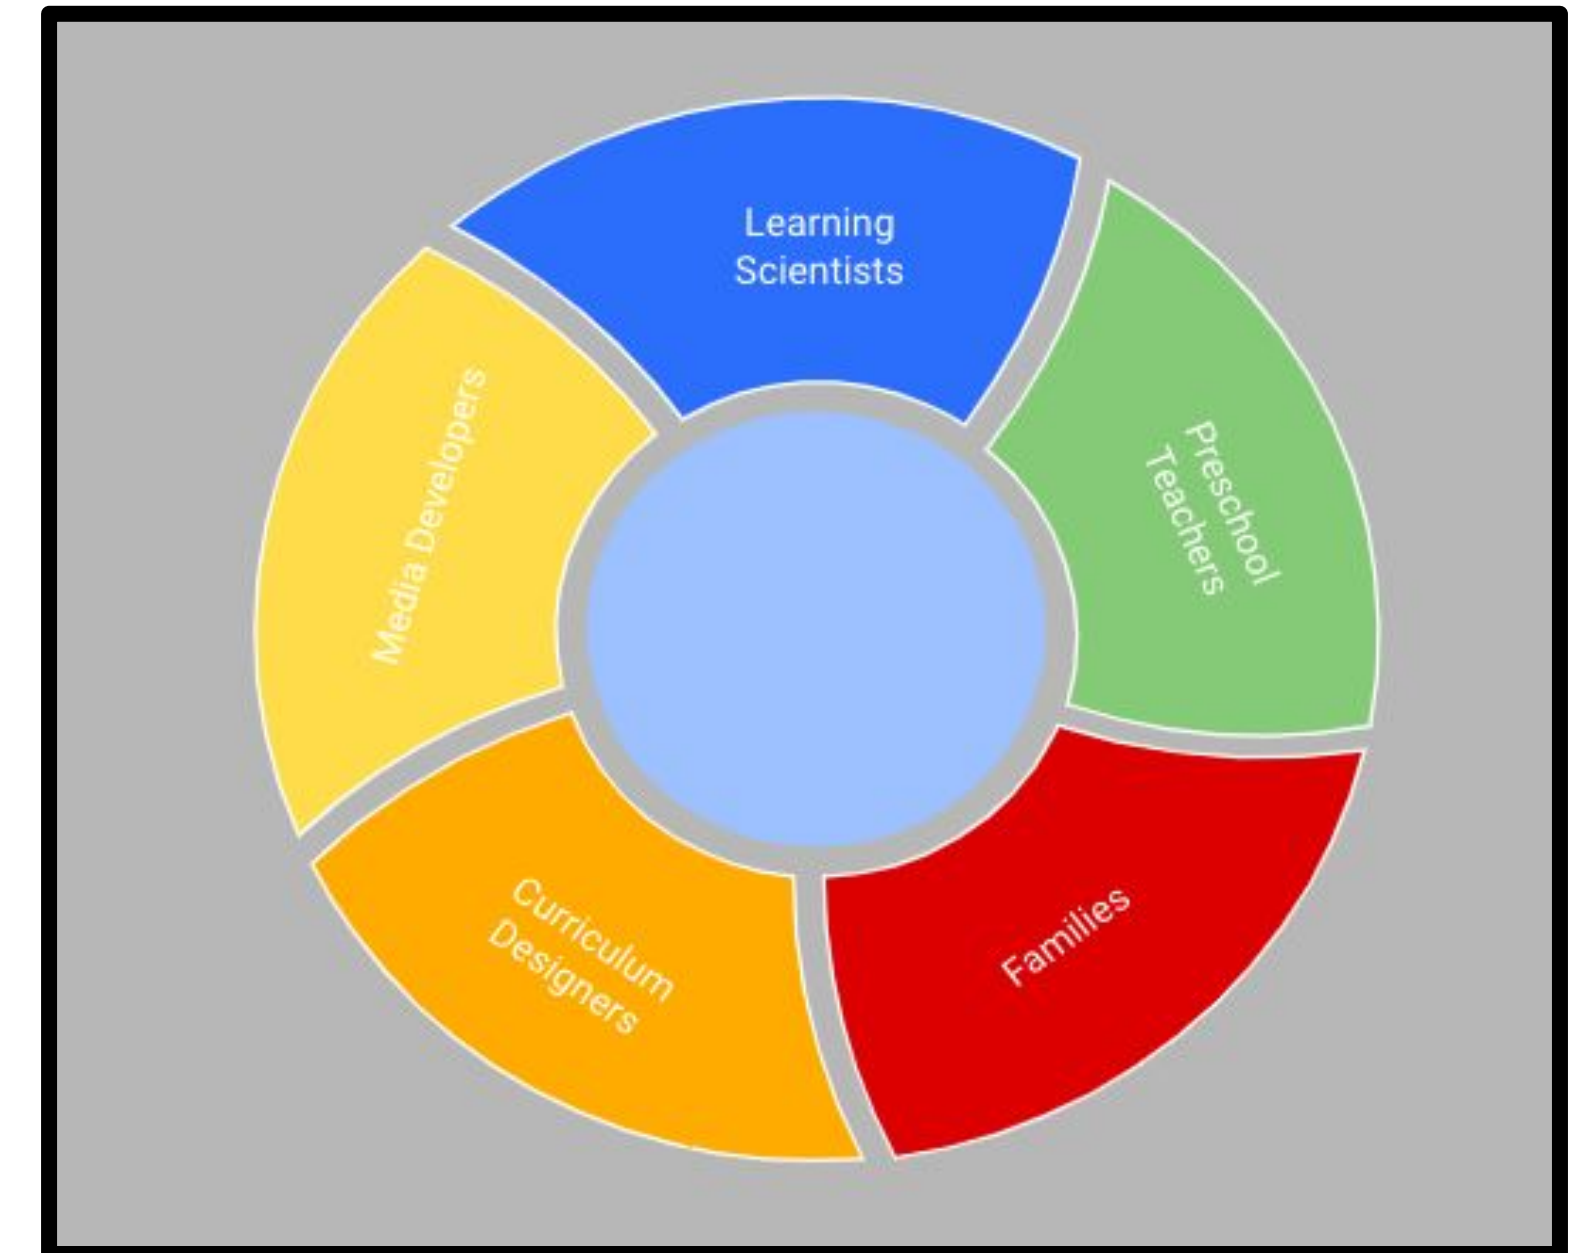 Learning
Scientists
Preschool
Teachers
Families
Curriculum
Designers
Media Developers